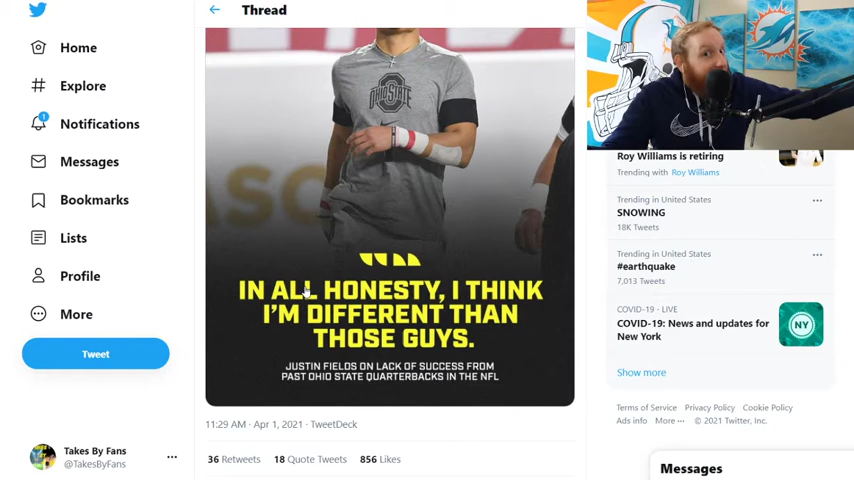 Thread
Home
Explore
1
Notifications
Messages
Bookmarks
Lists
Profile
More
Tweet
Takes By Fans
@TakesByFans
OHIO STATE
IN ALL HONESTY, I THINK
I'M DIFFERENT THAN
THOSE GUYS.
JUSTIN FIELDS ON LACK OF SUCCESS FROM
PAST OHIO STATE QUARTERBACKS IN THE NFL
11:29 AM · Apr 1, 2021 · TweetDeck
36 Retweets 18 Quote Tweets 856 Likes
Roy Williams is retiring
Trending with Roy Williams
Trending in United States
SNOWING
18K Tweets
Trending in United States
#earthquake
7,013 Tweets
COVID-19 · LIVE
COVID-19: News and updates for
New York
NY
Show more
Terms of Service Privacy Policy Cookie Policy
Ads info More © 2021 Twitter, Inc.
Messages